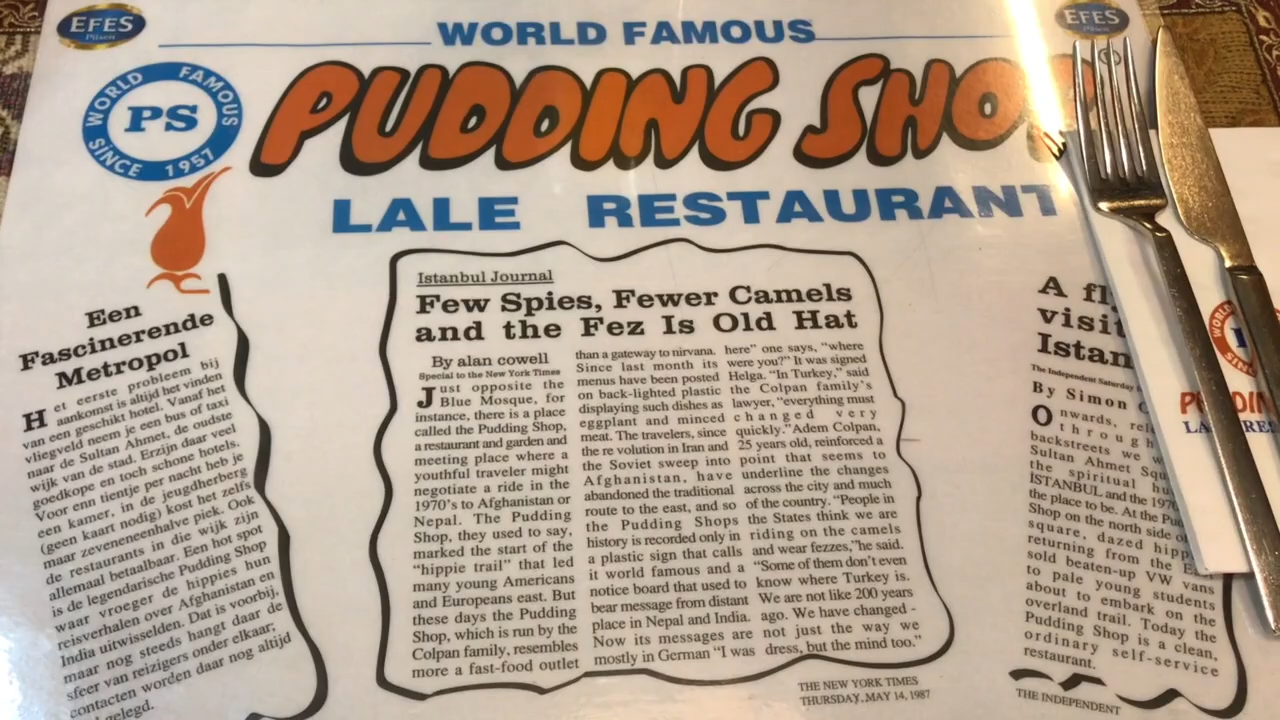 EFES
Pilsen
EFES
Pilsen
WORLD FAMOUS
WORLD FAMOUS
PS
SİNCE 1957
PUDDING SHOP
LALE RESTAURANT
Een
Fascinerende
Metropol
Het eerste probleem bij
aankomst is altijd het vinden
van een geschikt hotel. Vanaf het
vliegveld neem je een bus of taxi
naar de Sultan Ahmet, de oudste
wijk van de stad. Erzijn daar veel
goedkope en toch schone hotels.
Voor enn tientje per nacht heb je
een kamer, in de jeugdherberg
(geen kaart nodig) kost het zelfs
maar zeveneenhalve piek. Ook
de restaurants in die wijk zijn
allemaal betaalbaar. Een hot spot
is de legendarische Pudding Shop
waar vroeger de hippies hun
reisverhalen over Afghanistan en
India uitwisselden. Dat is voorbij,
maar nog steeds hangt daar de
sfeer van reizigers onder elkaar;
contacten worden daar nog altijd
gelegd.
Istanbul Journal
Few Spies, Fewer Camels
and the Fez Is Old Hat
By alan cowell
Special to the New York Times
Just opposite the
Blue Mosque, for
instance, there is a place
called the Pudding Shop,
a restaurant and garden and
meeting place where a
youthful traveler might
negotiate a ride in the
1970's to Afghanistan or
Nepal. The Pudding
Shop, they used to say,
marked the start of the
"hippie trail" that led
many young Americans
and Europeans east. But
these days the Pudding
Shop, which is run by the
Colpan family, resembles
more a fast-food outlet
than a gateway to nirvana.
Since last month its
menus have been posted
on back-lighted plastic
displaying such dishes as
eggplant and minced
meat. The travelers, since
the re volution in Iran and
the Soviet sweep into
Afghanistan, have
abandoned the traditional
route to the east, and so
the Pudding Shops
history is recorded only in
a plastic sign that calls
it world famous and a
notice board that used to
bear message from distant
place in Nepal and India.
Now its messages are
mostly in German "I was
here" one says, "where
were you?" It was signed
Helga. "In Turkey," said
the Colpan family's
lawyer, "everything must
changed very
quickly."Adem Colpan,
25 years old, reinforced a
point that seems to
underline the changes
across the city and much
of the country. "People in
the States think we are
riding on the camels
and wear fezzes,"he said.
"Some of them don't even
know where Turkey is.
We are not like 200 years
ago. We have changed -
not just the way we
dress, but the mind too."
THE NEW YORK TIMES
THURSDAY, MAY 14, 1987
A fl
visit
Istan
The Independent Saturday
By Simon
Onwards, rel
through
backstreets we w
Sultan Ahmet Squ
the spiritual hu
İSTANBUL and the 1970
the place to be. At the Pu
Shop on the north side o
square, dazed hipp
returning from the Ea
sold beaten-up VW vans
to pale young students
about to embark on the
overland trail. Today the
Pudding Shop is a clean,
ordinary self-service
restaurant.
THE INDEPENDENT
WORLD
SINC
PUDDIN
LA RES